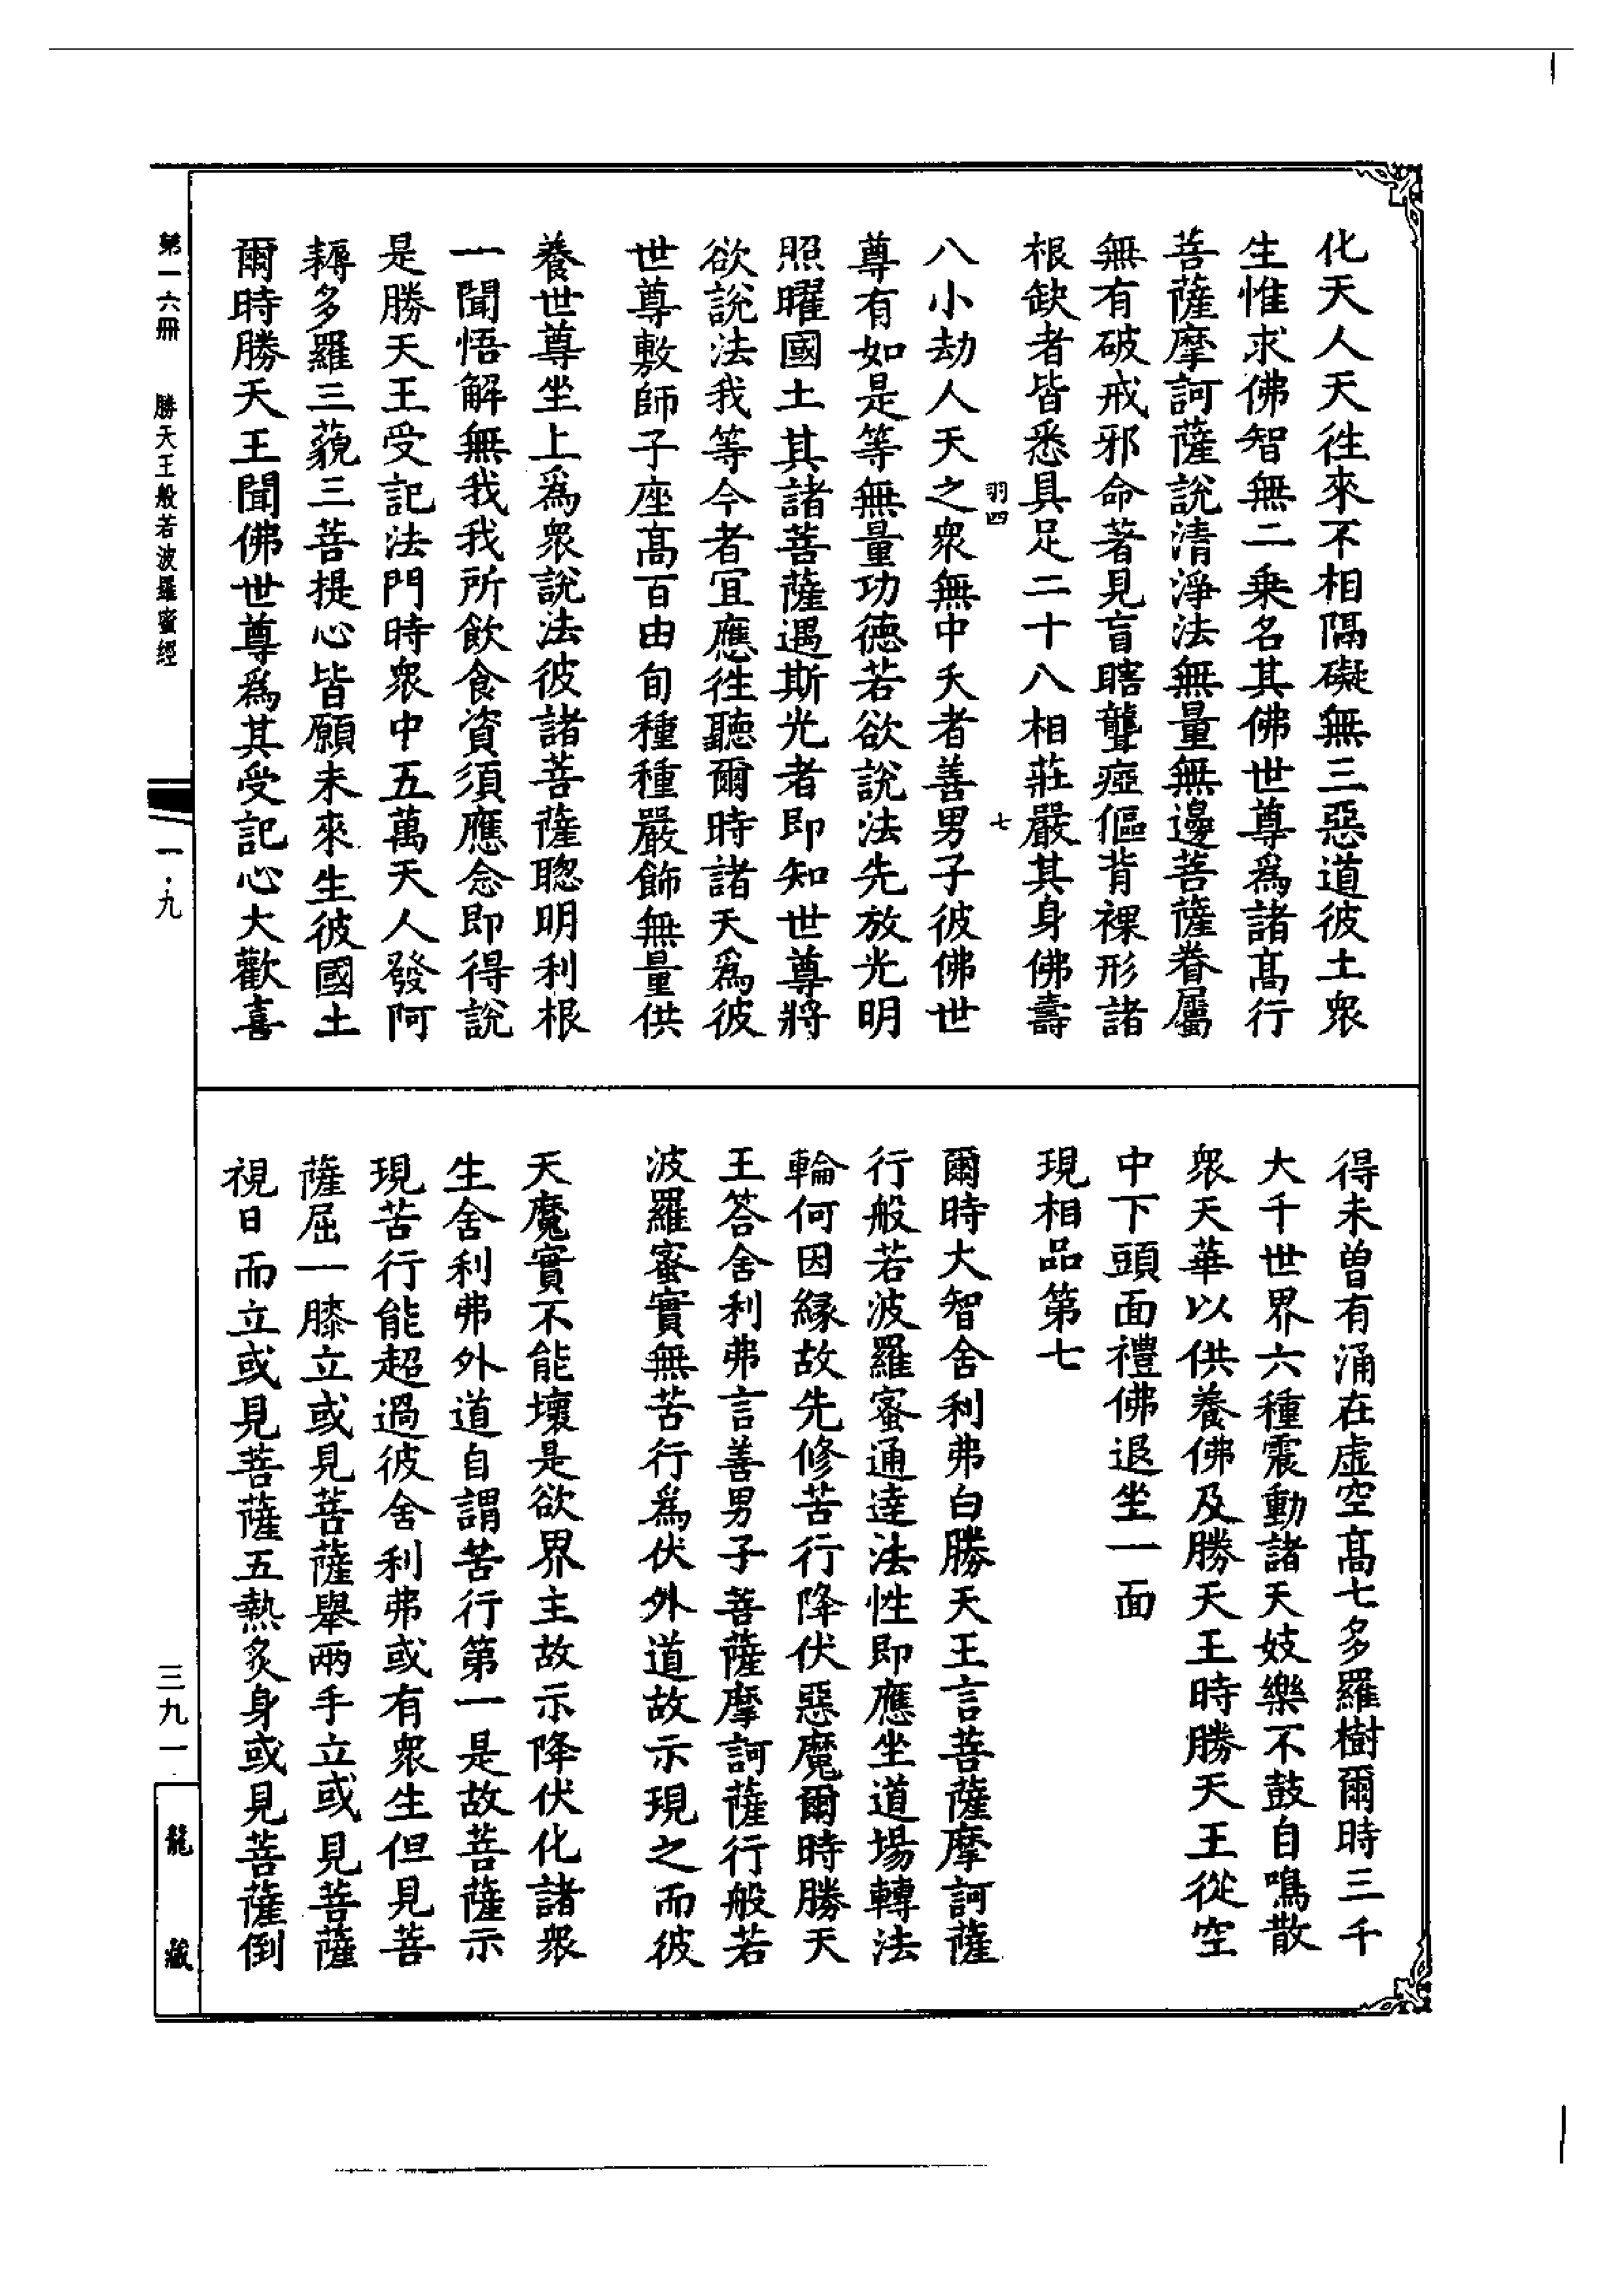 化天人天往來不相隔礙無三惡道彼土衆
生惟求佛智無二乗名其佛世尊爲諸髙行
菩薩摩訶薩說清淨法無量無邊菩薩眷屬
無有破戒邪命著見盲瞎聾瘂傴背裸形諸
根缺者皆悉具足二十八相莊嚴其身佛壽
羽四 七
八小劫人天之衆無中夭者善男子彼佛世
尊有如是等無量功德若欲說法先放光明
照曜國土其諸菩薩遇斯光者即知世尊將
欲說法我等今者宜應往聽爾時諸天爲彼
世尊敷師子座髙百由旬種種嚴飾無量供
養世尊坐上爲衆說法彼諸菩薩聰明利根
一聞悟解無我我所飲食資須應念即得說
是勝天王受記法門時衆中五萬天人發阿
耨多羅三藐三菩提心皆願未來生彼國土
爾時勝天王聞佛世尊爲其受記心大歡喜
得未曾有涌在虛空髙七多羅樹爾時三千
大千世界六種震動諸天妓樂不鼓自鳴散
衆天華以供養佛及勝天王時勝天王從空
中下頭面禮佛退坐一面
現相品第七
爾時大智舍利弗白勝天王言菩薩摩訶薩
行般若波羅蜜通達法性即應坐道場轉法
輪何因緣故先修苦行降伏惡魔爾時勝天
王答舍利弗言善男子菩薩摩訶薩行般若
波羅蜜實無苦行爲伏外道故示現之而彼
天魔實不能壞是欲界主故示降伏化諸衆
生舍利弗外道自謂苦行第一是故菩薩示
現苦行能超過彼舍利弗或有衆生但見菩
薩屈一膝立或見菩薩舉兩手立或見菩薩
視日而立或見菩薩五熱炙身或見菩薩倒
第一六冊 勝天王般若波羅蜜經
一·九
三九一
龍藏